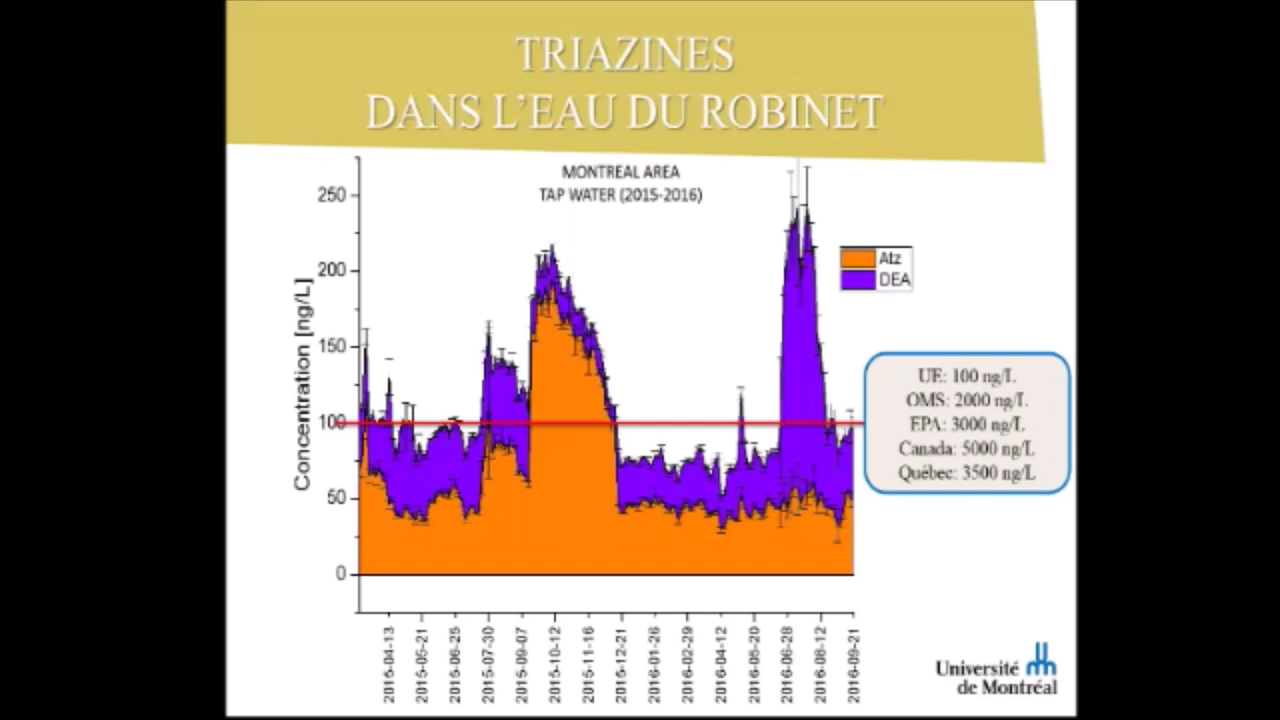 TRIAZINES
DANS L'EAU DU ROBINET
MONTREAL AREA
TAP WATER (2015-2016)
Concentration [ng/L]
250
200
150
100
50
0
Atz
DEA
UE: 100 ng/L
OMS: 2000 ng/L
EPA: 3000 ng/L
Canada: 5000 ng/L
Québec: 3500 ng/L
2015-04-13
2015-05-21
2015-06-25
2015-07-30
2015-09-07
2015-10-12
2015-11-16
2015-12-21
2016-01-26
2016-02-29
2016-04-12
2016-05-20
2016-06-28
2016-08-12
2016-09-21
Université
de Montréal